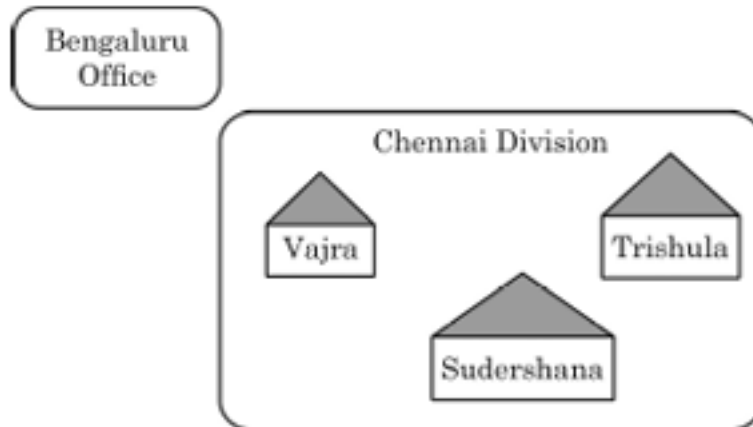 Bengaluru
Office
Chennai Division
Vajra
Trishula
Sudershana